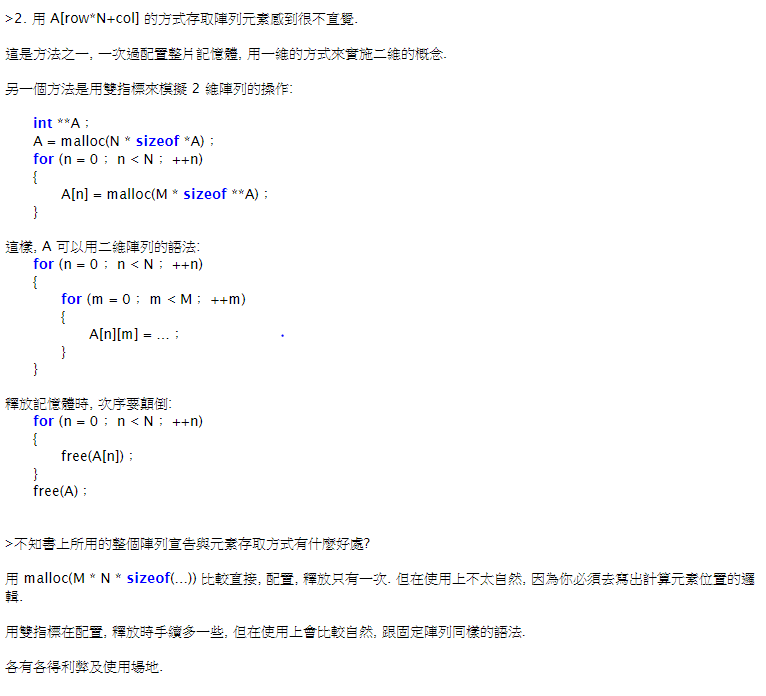 >2. 用 A[row*N+col] 的方式存取陣列元素感到很不直覺.
這是方法之一, 一次過配置整片記憶體, 用一維的方式來實施二維的概念.
另一個方法是用雙指標來模擬 2 維陣列的操作:
int **A ;
A = malloc(N * sizeof *A) ;
for (n = 0 ; n < N ; ++n)
{
A[n] = malloc(M * sizeof **A) ;
}
這樣, A 可以用二維陣列的語法:
for (n = 0 ; n < N ; ++n)
{
for (m = 0 ; m < M ; ++m)
{
A[n][m] = ... ;
}
}
釋放記憶體時, 次序要顛倒:
for (n = 0 ; n < N ; ++n)
{
free(A[n]) ;
}
free(A) ;
>不知書上所用的整個陣列宣告與元素存取方式有什麼好處?
用 malloc(M * N * sizeof(...)) 比較直接, 配置, 釋放只有一次. 但在使用上不太自然, 因為你必須去寫出計算元素位置的邏
輯.
用雙指標在配置, 釋放時手續多一些, 但在使用上會比較自然, 跟固定陣列同樣的語法.
各有各得利弊及使用場地.